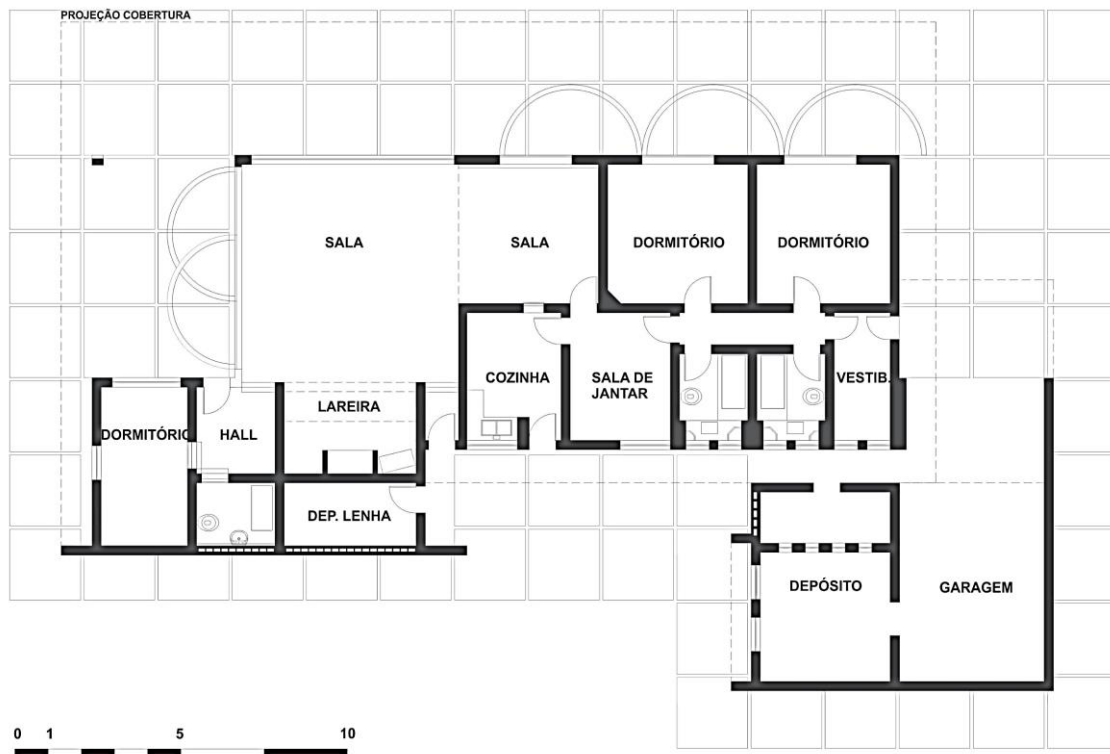 PROJEÇÃO COBERTURA
SALA
SALA
DORMITÓRIO
DORMITÓRIO
COZINHA
SALA DE
JANTAR
VESTIB.
LAREIRA
DORMITÓRIO
HALL
DEP. LENHA
DEPÓSITO
GARAGEM
0 1 5 10